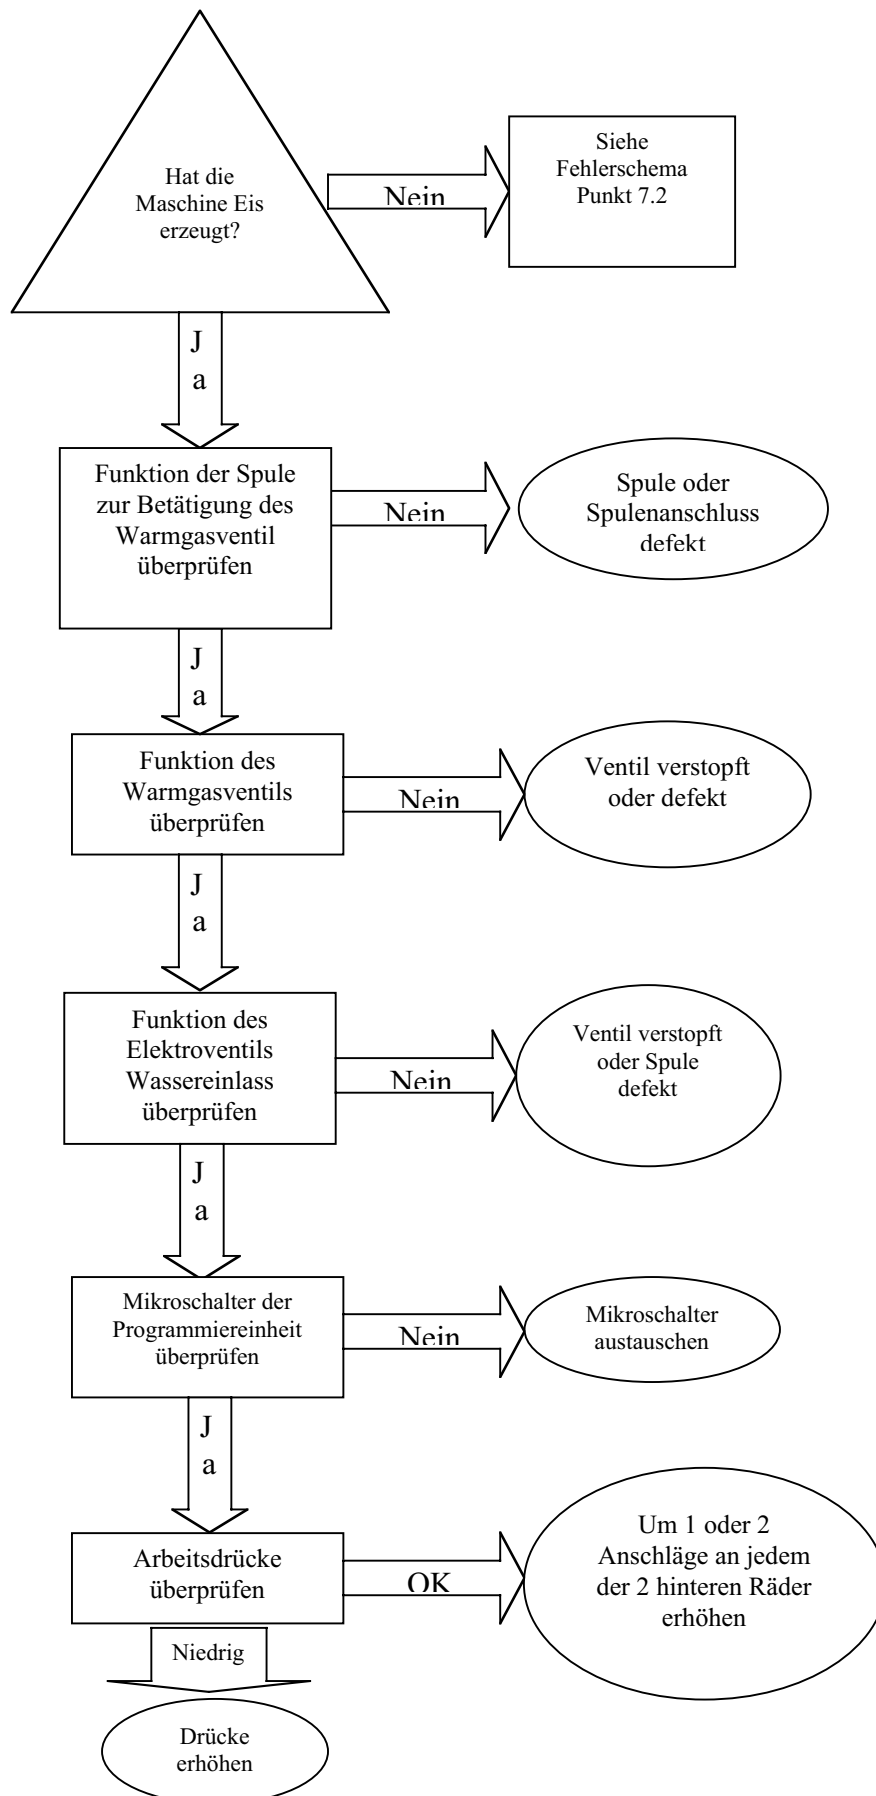 Hat die
Maschine Eis
erzeugt?
Nein
Siehe
Fehlerschema
Punkt 7.2
J
a
Funktion der Spule
zur Betätigung des
Warmgasventil
überprüfen
Nein
Spule oder
Spulenanschluss
defekt
J
a
Funktion des
Warmgasventils
überprüfen
Nein
Ventil verstopft
oder defekt
J
a
Funktion des
Elektroventils
Wassereinlass
überprüfen
Nein
Ventil verstopft
oder Spule
defekt
J
a
Mikroschalter der
Programmiereinheit
überprüfen
Nein
Mikroschalter
austauschen
J
a
Arbeitsdrücke
überprüfen
OK
Um 1 oder 2
Anschläge an jedem
der 2 hinteren Räder
erhöhen
Niedrig
Drücke
erhöhen